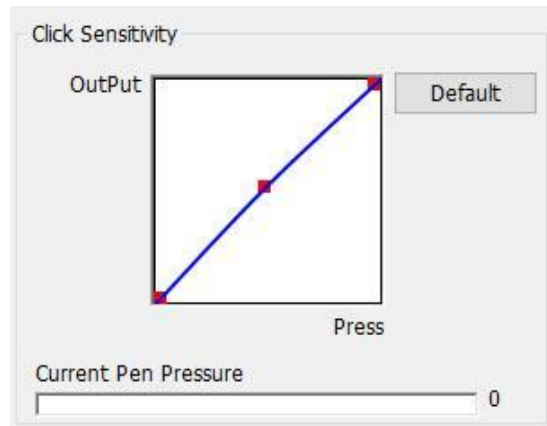 Click Sensitivity
OutPut
Default
Press
Current Pen Pressure
0